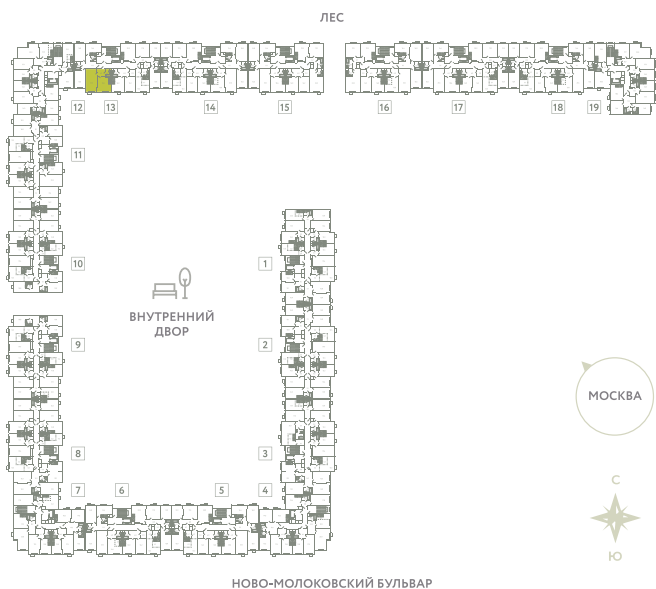 ЛЕС
12 13 14 15 16 17 18 19
11
10 1
ВНУТРЕННИЙ
ДВОР
9 2
МОСКВА
8 3
7 6 5 4
С
Ю
НОВО-МОЛОКОВСКИЙ БУЛЬВАР